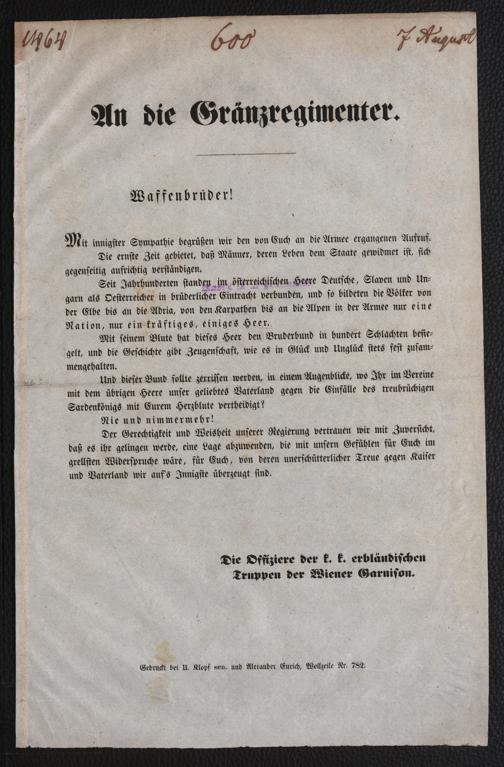 600
7 August
An die Gränzregimenter.
Waffenbrüder!
Mit innigster Sympathie begrüßen wir den von Euch an die Armee ergangenen Aufruf.
Die ernste Zeit gebietet, daß Männer, deren Leben dem Staate gewidmet ist, sich
gegenseitig aufrichtig verständigen.
Seit Jahrhunderten standen im österreichischen Heere Deutsche, Slaven und Un-
garn als Oesterreicher in brüderlicher Eintracht verbunden, und so bildeten die Völker von
der Elbe bis an die Adria, von den Karpathen bis an die Alpen in der Armee nur eine
Nation, nur ein kräftiges, einiges Heer.
Mit seinem Blute hat dieses Heer den Bruderbund in hundert Schlachten besie-
gelt, und die Geschichte gibt Zeugenschaft, wie es in Glück und Unglück stets fest zusam-
mengehalten.
Und dieser Bund sollte zerrissen werden, in einem Augenblicke, wo Ihr im Vereine
mit dem übrigen Heere unser geliebtes Vaterland gegen die Einfälle des treubrüchigen
Sardenkönigs mit Eurem Herzblute vertheidigt?
Nie und nimmermehr!
Der Gerechtigkeit und Weisheit unserer Regierung vertrauen wir mit Zuversicht,
daß es ihr gelingen werde, eine Lage abzuwenden, die mit unsern Gefühlen für Euch im
grellsten Widerspruche wäre, für Euch, von deren unerschütterlicher Treue gegen Kaiser
und Vaterland wir auf's Innigste überzeugt sind.
Die Offiziere der k. k. erbländischen
Truppen der Wiener Garnison.
Gedruckt bei U. Klopf sen. und Alexander Eurich, Wollzeile Nr. 782.